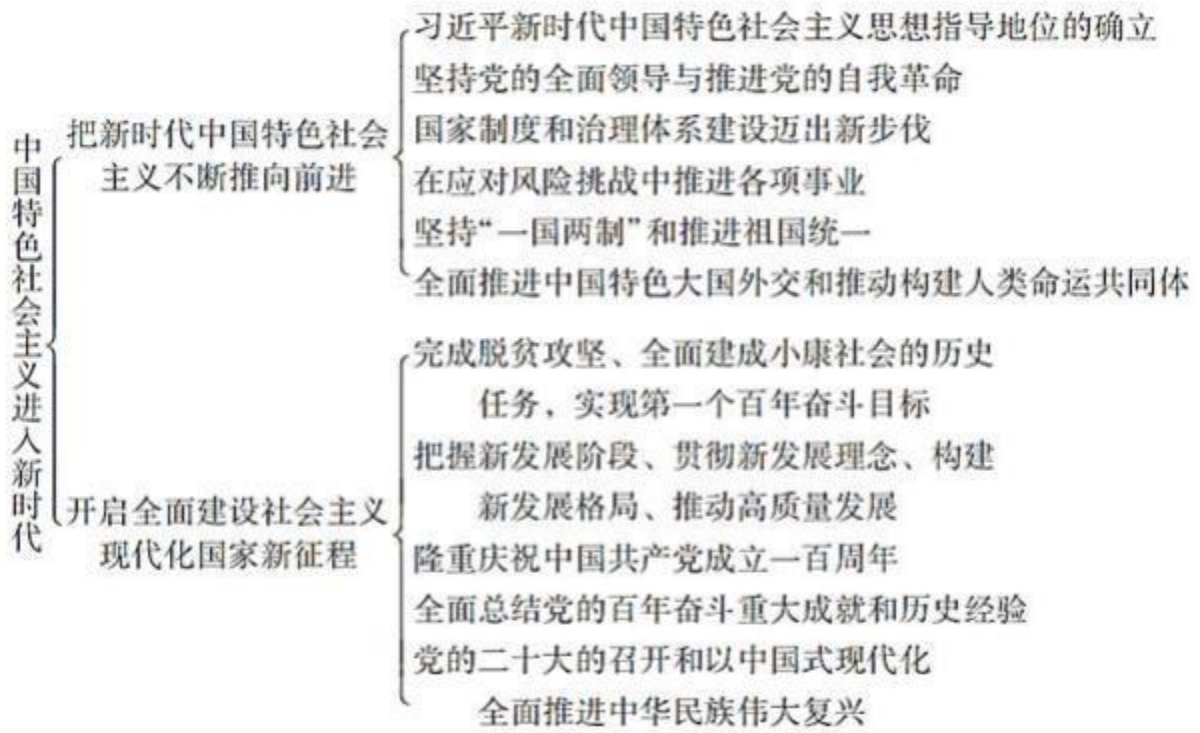 中国特色社会主义进入新时代
把新时代中国特色社会
主义不断推向前进
习近平新时代中国特色社会主义思想指导地位的确立
坚持党的全面领导与推进党的自我革命
国家制度和治理体系建设迈出新步伐
在应对风险挑战中推进各项事业
坚持“一国两制”和推进祖国统一
全面推进中国特色大国外交和推动构建人类命运共同体
开启全面建设社会主义
现代化国家新征程
完成脱贫攻坚、全面建成小康社会的历史
任务，实现第一个百年奋斗目标
把握新发展阶段、贯彻新发展理念、构建
新发展格局、推动高质量发展
隆重庆祝中国共产党成立一百周年
全面总结党的百年奋斗重大成就和历史经验
党的二十大的召开和以中国式现代化
全面推进中华民族伟大复兴